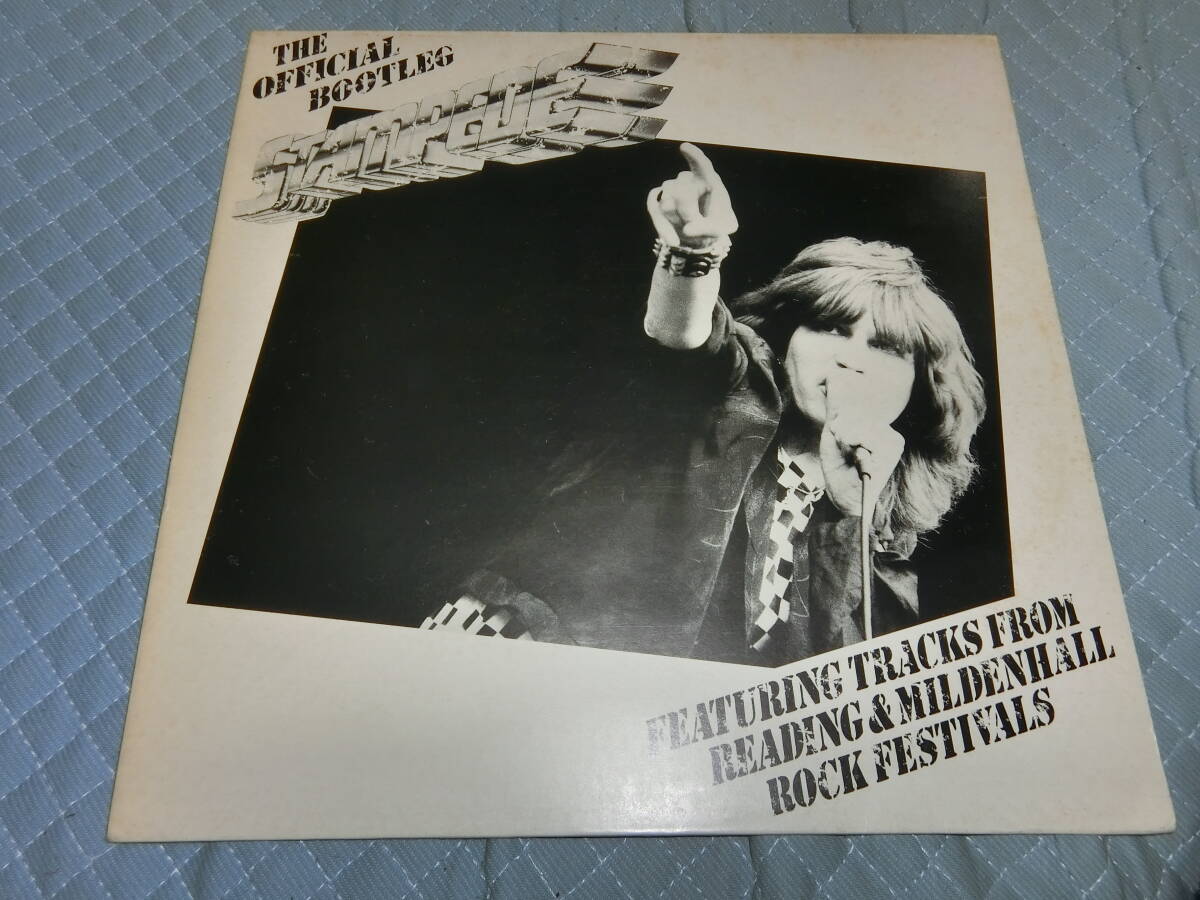 THE
OFFICIAL
BOOTLEG
STAMPEDE
FEATURING TRACKS FROM
READING & MILDENHALL
ROCK FESTIVALS